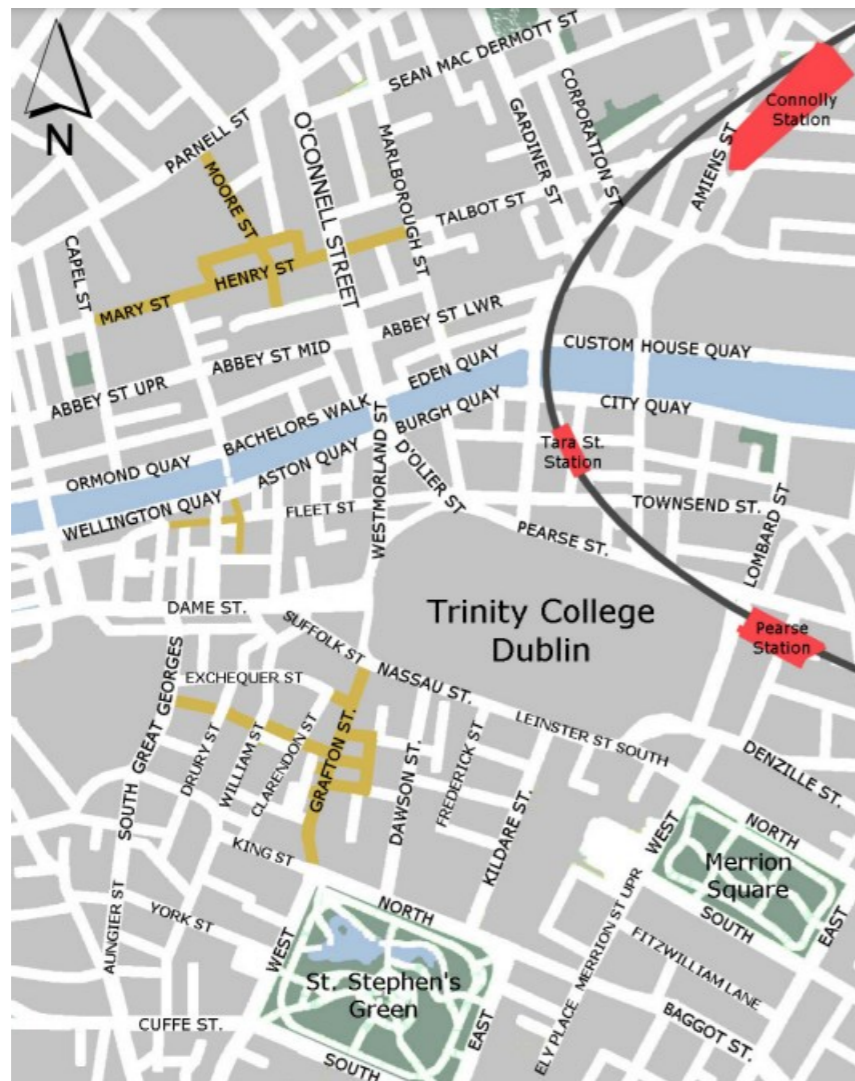 SEAN MAC DERMOTT ST
CORPORATION ST
Connolly
Station
GARDINER ST
AMIENS ST
N
PARNELL ST
O'CONNELL STREET
MARLBOROUGH ST
MOORE ST
TALBOT ST
CAPEL ST
HENRY ST
MARY ST
ABBEY ST LWR
ABBEY ST MID
ABBEY ST UPR
CUSTOM HOUSE QUAY
EDEN QUAY
BACHELORS WALK
CITY QUAY
BURGH QUAY
ORMOND QUAY
ASTON QUAY
WESTMORLAND ST
D'OLIER ST
Tara St.
Station
WELLINGTON QUAY
FLEET ST
TOWNSEND ST.
LOMBARD ST
PEARSE ST.
DAME ST.
Trinity College
Dublin
Pearse
Station
SUFFOLK ST
NASSAU ST.
EXCHEQUER ST
SOUTH GREAT GEORGES
DRURY ST
WILLIAM ST
CLARENDON ST
GRAFTON ST.
DAWSON ST.
FREDERICK ST
LEINSTER ST SOUTH
KILDARE ST.
DENZILLE ST.
KING ST
NORTH
WEST
Merrion
Square
SOUTH
EAST
AUNGIER ST
YORK ST
NORTH
WEST
St. Stephen's
Green
EAST
SOUTH
CUFFE ST.
ELY PLACE
MERRION ST UPR
FITZWILLIAM LANE
BAGGOT ST.